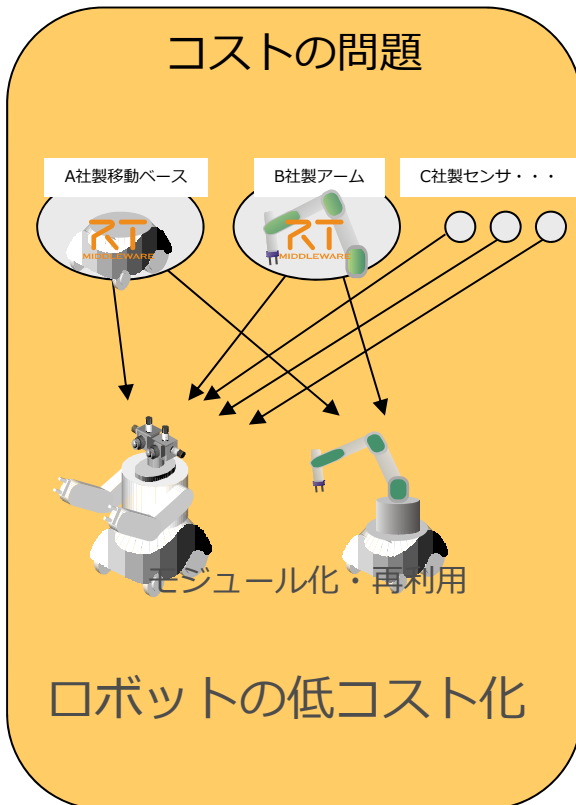 コストの問題
A社製移動ベース
B社製アーム
C社製センサ・・・
RT
MIDDLEWARE
RT
MIDDLEWARE
モジュール化・再利用
ロボットの低コスト化